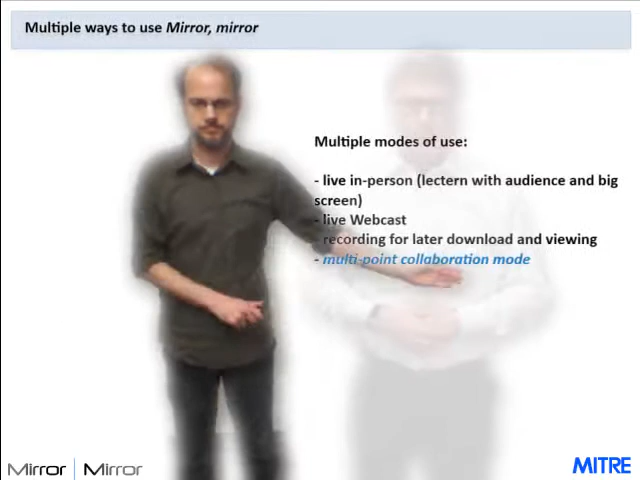 Multiple ways to use Mirror, mirror
Multiple modes of use:
- live in-person (lectern with audience and big
screen)
- live Webcast
- recording for later download and viewing
- multi-point collaboration mode
Mirror | Mirror
MITRE